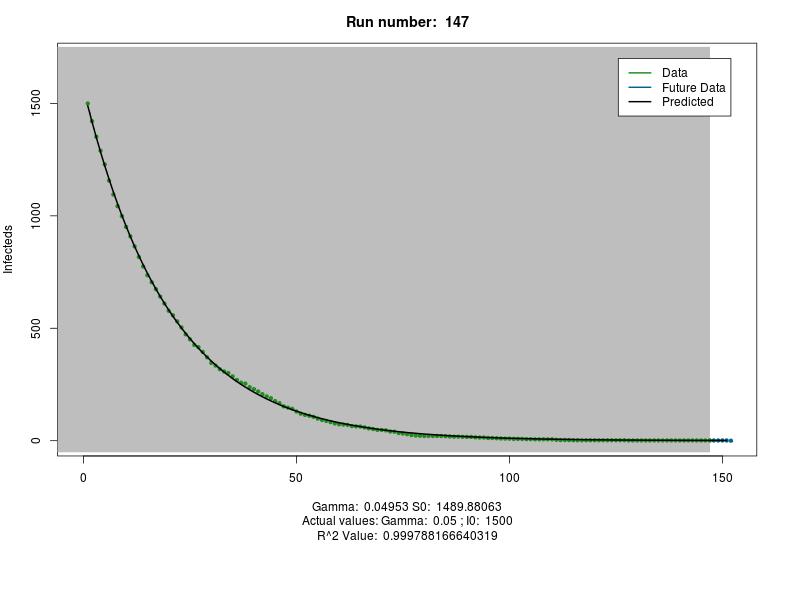 Run number: 147
Data
Future Data
Predicted
Infecteds
1500
1000
500
0
0 50 100 150
Gamma: 0.04953 S0: 1489.88063
Actual values: Gamma: 0.05 ; I0: 1500
R^2 Value: 0.999788166640319